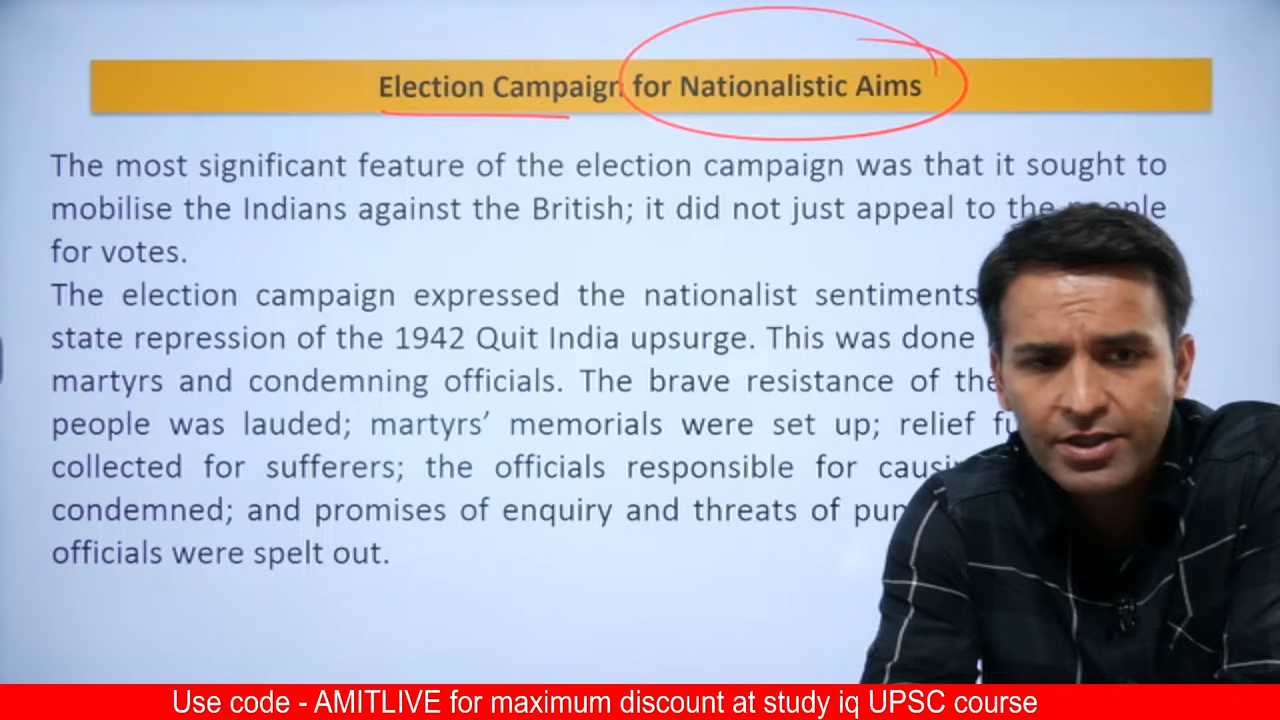 Election Campaign for Nationalistic Aims
The most significant feature of the election campaign was that it sought to
mobilise the Indians against the British; it did not just appeal to the people
for votes.
The election campaign expressed the nationalist sentiments
state repression of the 1942 Quit India upsurge. This was done
martyrs and condemning officials. The brave resistance of the
people was lauded; martyrs’ memorials were set up; relief
collected for sufferers; the officials responsible for
condemned; and promises of enquiry and threats of
officials were spelt out.
Use code - AMITLIVE for maximum discount at study iq UPSC course